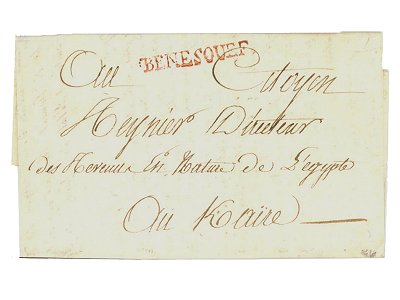 BENESOUEF
Au Citoyen
Reynier Directeur
des Revenus En Nature de L'egypte
Au Kaire